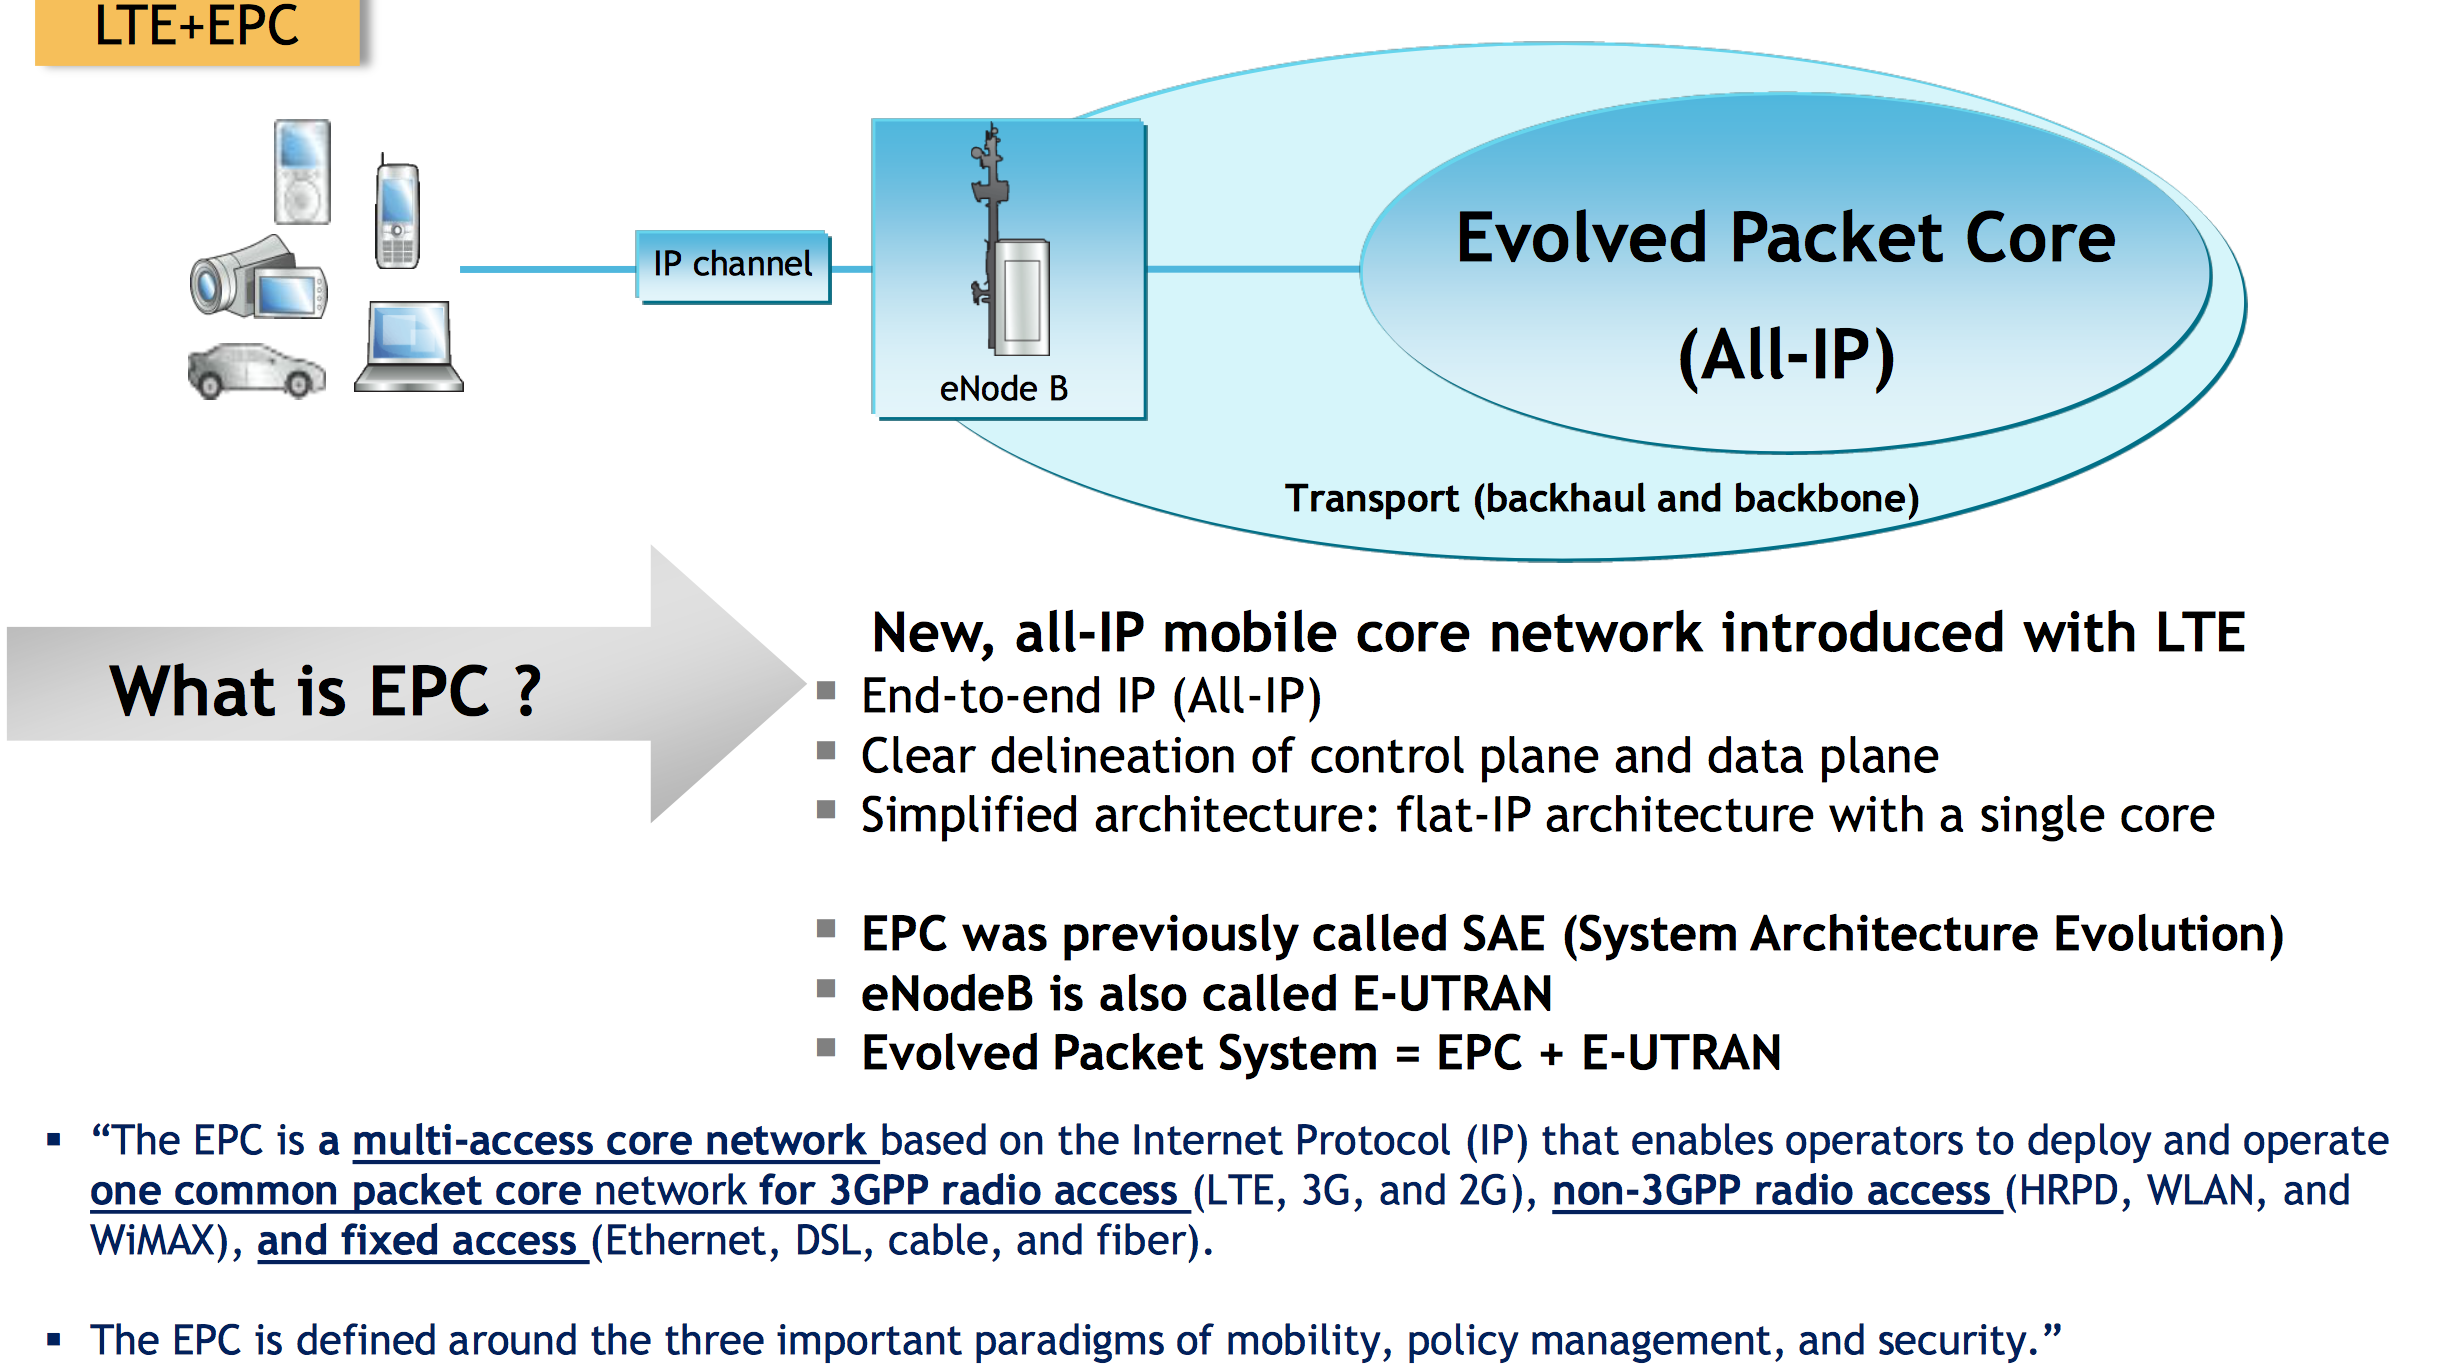 LTE+EPC
IP channel
eNode B
Evolved Packet Core
(All-IP)
Transport (backhaul and backbone)
What is EPC ?
New, all-IP mobile core network introduced with LTE
▪ End-to-end IP (All-IP)
▪ Clear delineation of control plane and data plane
▪ Simplified architecture: flat-IP architecture with a single core
▪ EPC was previously called SAE (System Architecture Evolution)
▪ eNodeB is also called E-UTRAN
▪ Evolved Packet System = EPC + E-UTRAN
▪ “The EPC is a multi-access core network based on the Internet Protocol (IP) that enables operators to deploy and operate
one common packet core network for 3GPP radio access (LTE, 3G, and 2G), non-3GPP radio access (HRPD, WLAN, and
WiMAX), and fixed access (Ethernet, DSL, cable, and fiber).
▪ The EPC is defined around the three important paradigms of mobility, policy management, and security.”